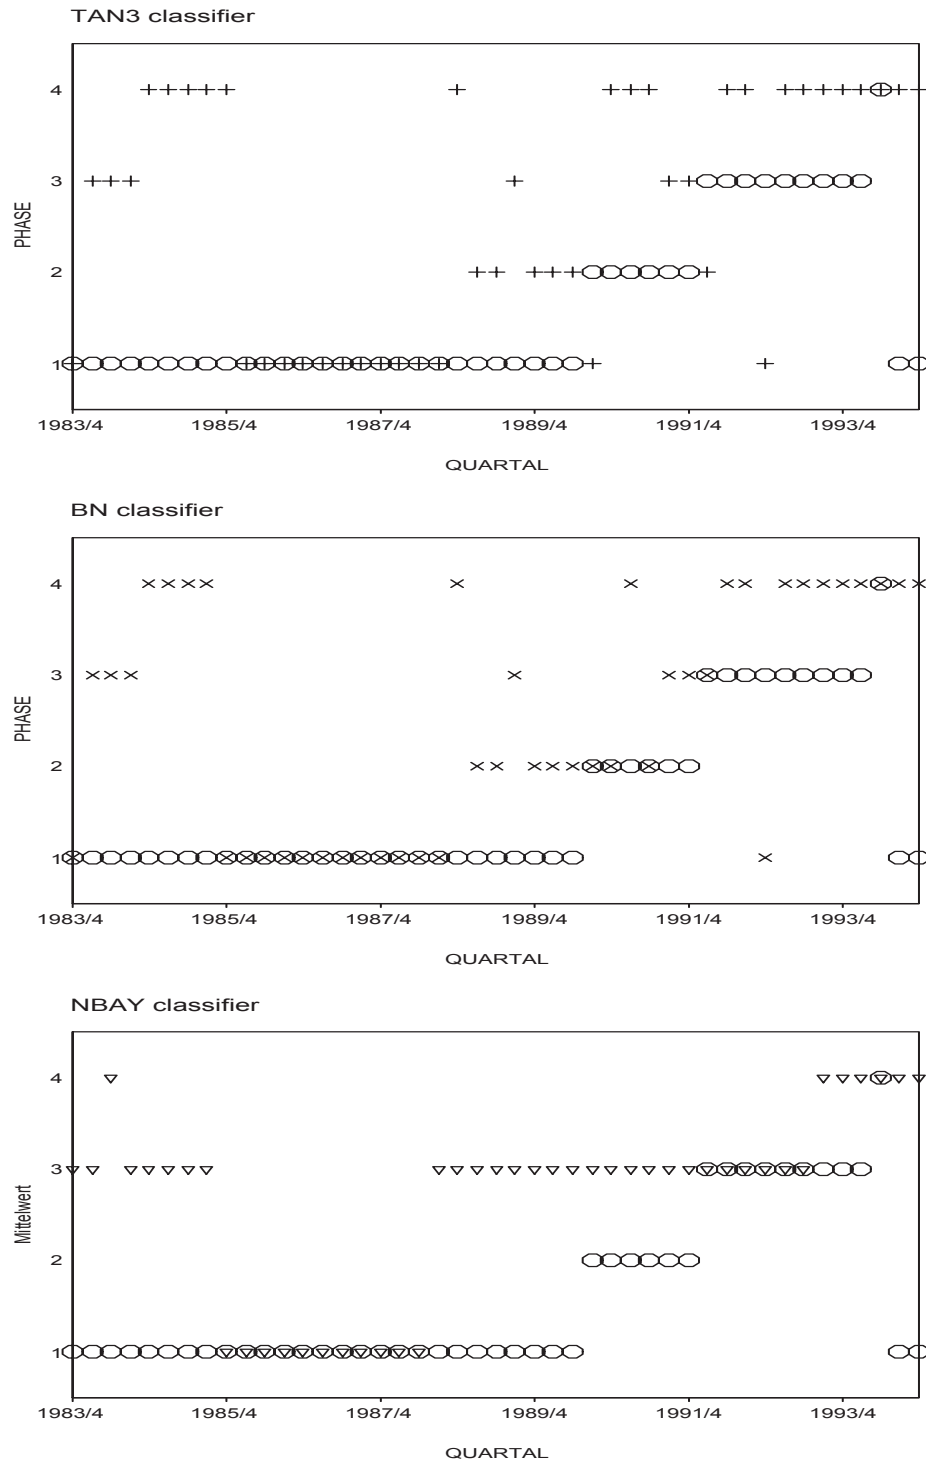 TAN3 classifier
4
3
2
1
PHASE
1983/4 1985/4 1987/4 1989/4 1991/4 1993/4
QUARTAL
BN classifier
4
3
2
1
PHASE
1983/4 1985/4 1987/4 1989/4 1991/4 1993/4
QUARTAL
NBAY classifier
4
3
2
1
Mittelwert
1983/4 1985/4 1987/4 1989/4 1991/4 1993/4
QUARTAL